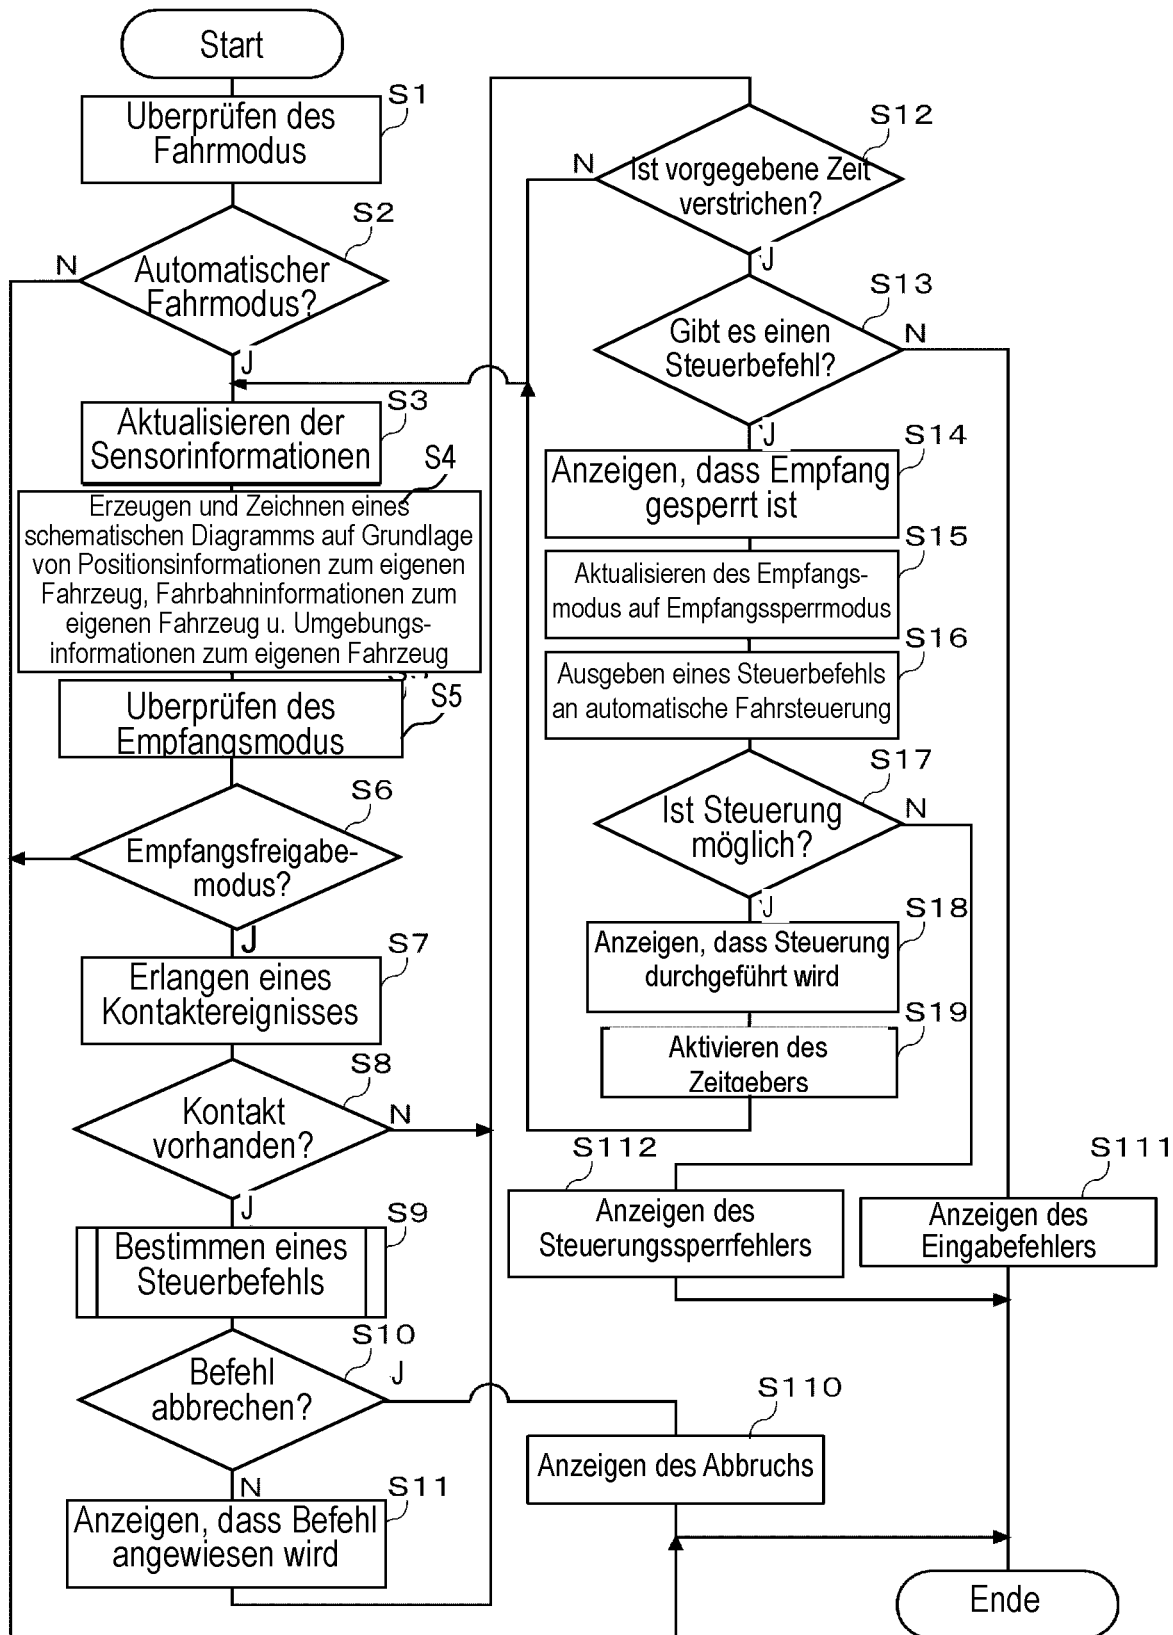 Start
S1
Uberprüfen des
Fahrmodus
S2
N
Automatischer
Fahrmodus?
J
S3
Aktualisieren der
Sensorinformationen
S4
Erzeugen und Zeichnen eines
schematischen Diagramms auf Grundlage
von Positionsinformationen zum eigenen
Fahrzeug, Fahrbahninformationen zum
eigenen Fahrzeug u. Umgebungs-
informationen zum eigenen Fahrzeug
S5
Uberprüfen des
Empfangsmodus
S6
Empfangsfreigabe-
modus?
J
S7
Erlangen eines
Kontaktereignisses
S8
Kontakt
vorhanden?
N
J
S9
Bestimmen eines
Steuerbefehls
S10
Befehl
abbrechen?
J
N
S11
Anzeigen, dass Befehl
angewiesen wird
S12
N
Ist vorgegebene Zeit
verstrichen?
J
S13
Gibt es einen
Steuerbefehl?
N
J
S14
Anzeigen, dass Empfang
gesperrt ist
S15
Aktualisieren des Empfangs-
modus auf Empfangssperrmodus
S16
Ausgeben eines Steuerbefehls
an automatische Fahrsteuerung
S17
Ist Steuerung
möglich?
N
J
S18
Anzeigen, dass Steuerung
durchgeführt wird
S19
Aktivieren des
Zeitgebers
S112
Anzeigen des
Steuerungssperrfehlers
S111
Anzeigen des
Eingabefehlers
S110
Anzeigen des Abbruchs
Ende